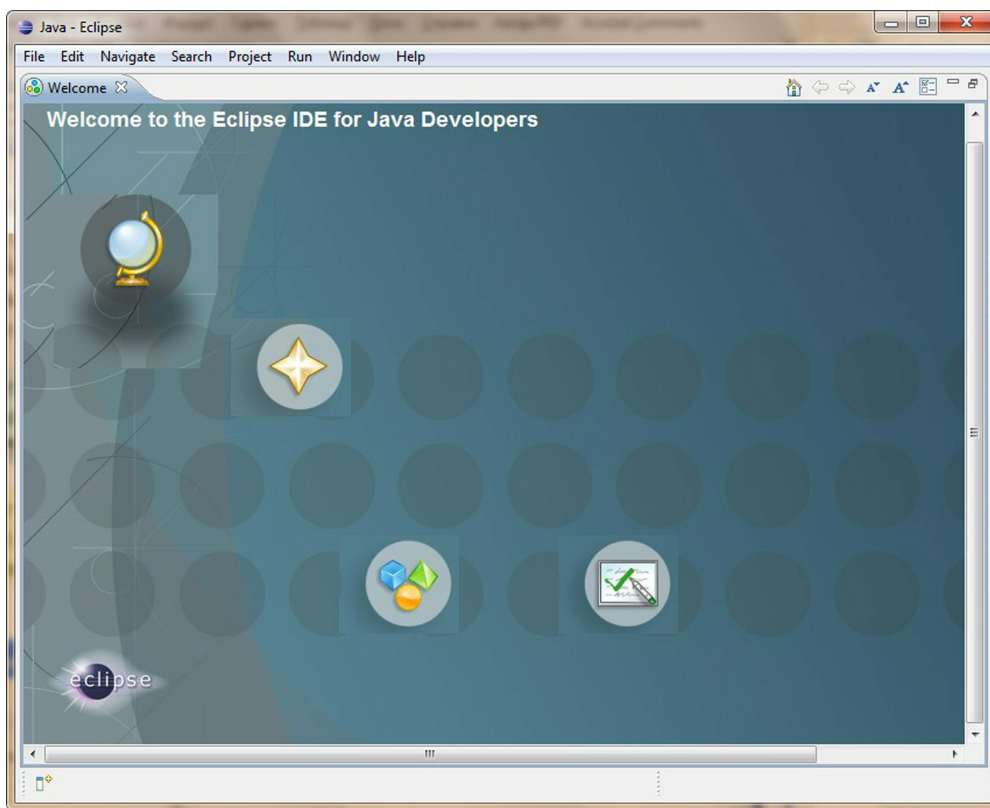 Java - Eclipse
File Edit Navigate Search Project Run Window Help
Welcome
Welcome to the Eclipse IDE for Java Developers
eclipse